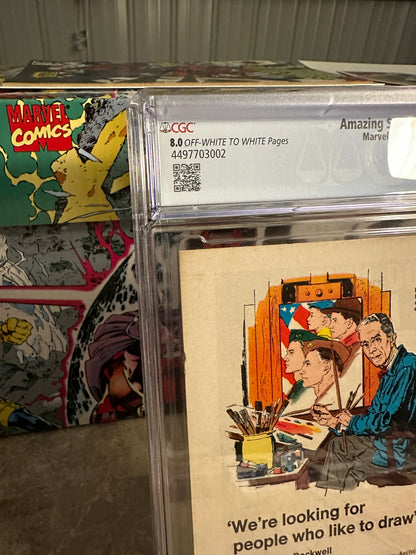 MARVEL
COMICS
CGC
8.0 OFF-WHITE TO WHITE Pages
4497703002
Amazing S
Marvel
'We're looking for
people who like to draw'
Rockwell